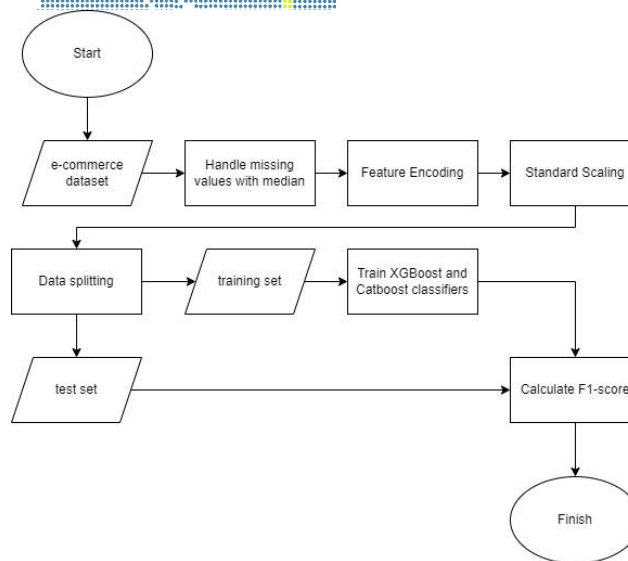 Start
e-commerce
dataset
Handle missing
values with median
Feature Encoding
Standard Scaling
Data splitting
training set
Train XGBoost and
Catboost classifiers
test set
Calculate F1-score
Finish